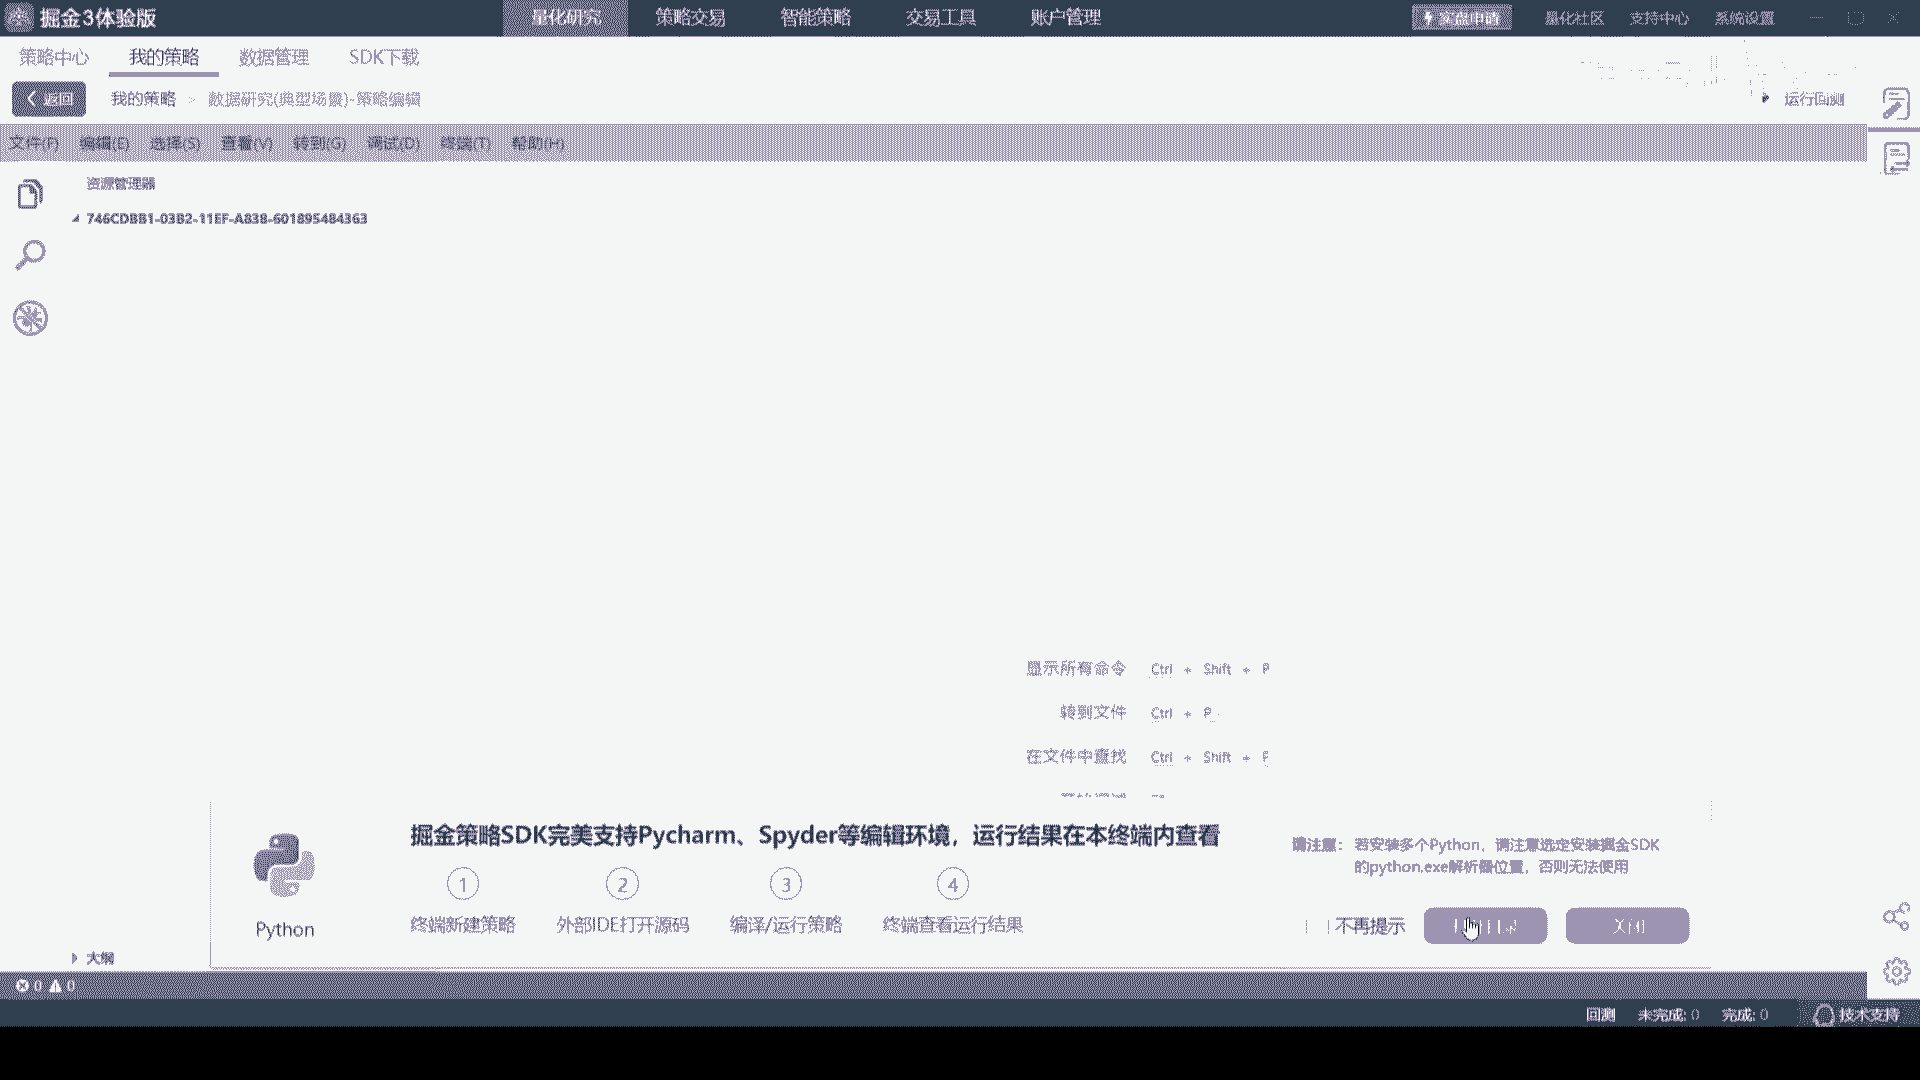 掘金3体验版 量化研究 策略交易 智能策略 交易工具 账户管理 实盘申请 量化社区 支持中心 系统设置
策略中心 我的策略 数据管理 SDK下载
返回 我的策略 > 数据研究(典型场景)-策略编辑 运行回测
文件(F) 编辑(E) 选择(S) 查看(V) 转到(G) 调试(D) 终端(T) 帮助(H)
资源管理器
746CDBB1-03B2-11EF-A838-601895484363
显示所有命令 Ctrl + Shift + P
转到文件 Ctrl + P
在文件中查找 Ctrl + Shift + F
掘金策略SDK完美支持Pycharm、Spyder等编辑环境，运行结果在本终端内查看
请注意： 若安装多个Python，请注意选定安装掘金SDK
的python.exe解析器位置，否则无法使用
1 2 3 4
终端新建策略 外部IDE打开源码 编译/运行策略 终端查看运行结果
Python
不再提示 关闭
大纲
0 0
回测 未完成: 0 完成: 0 技术支持